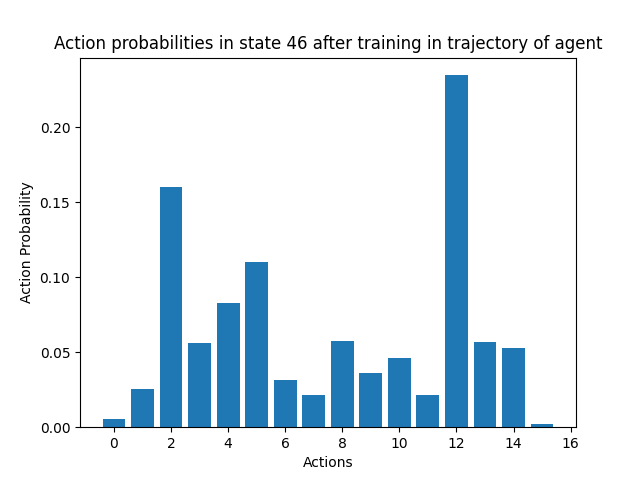 Action probabilities in state 46 after training in trajectory of agent
0.20
0.15
0.10
0.05
0.00
Action Probability
0 2 4 6 8 10 12 14 16
Actions